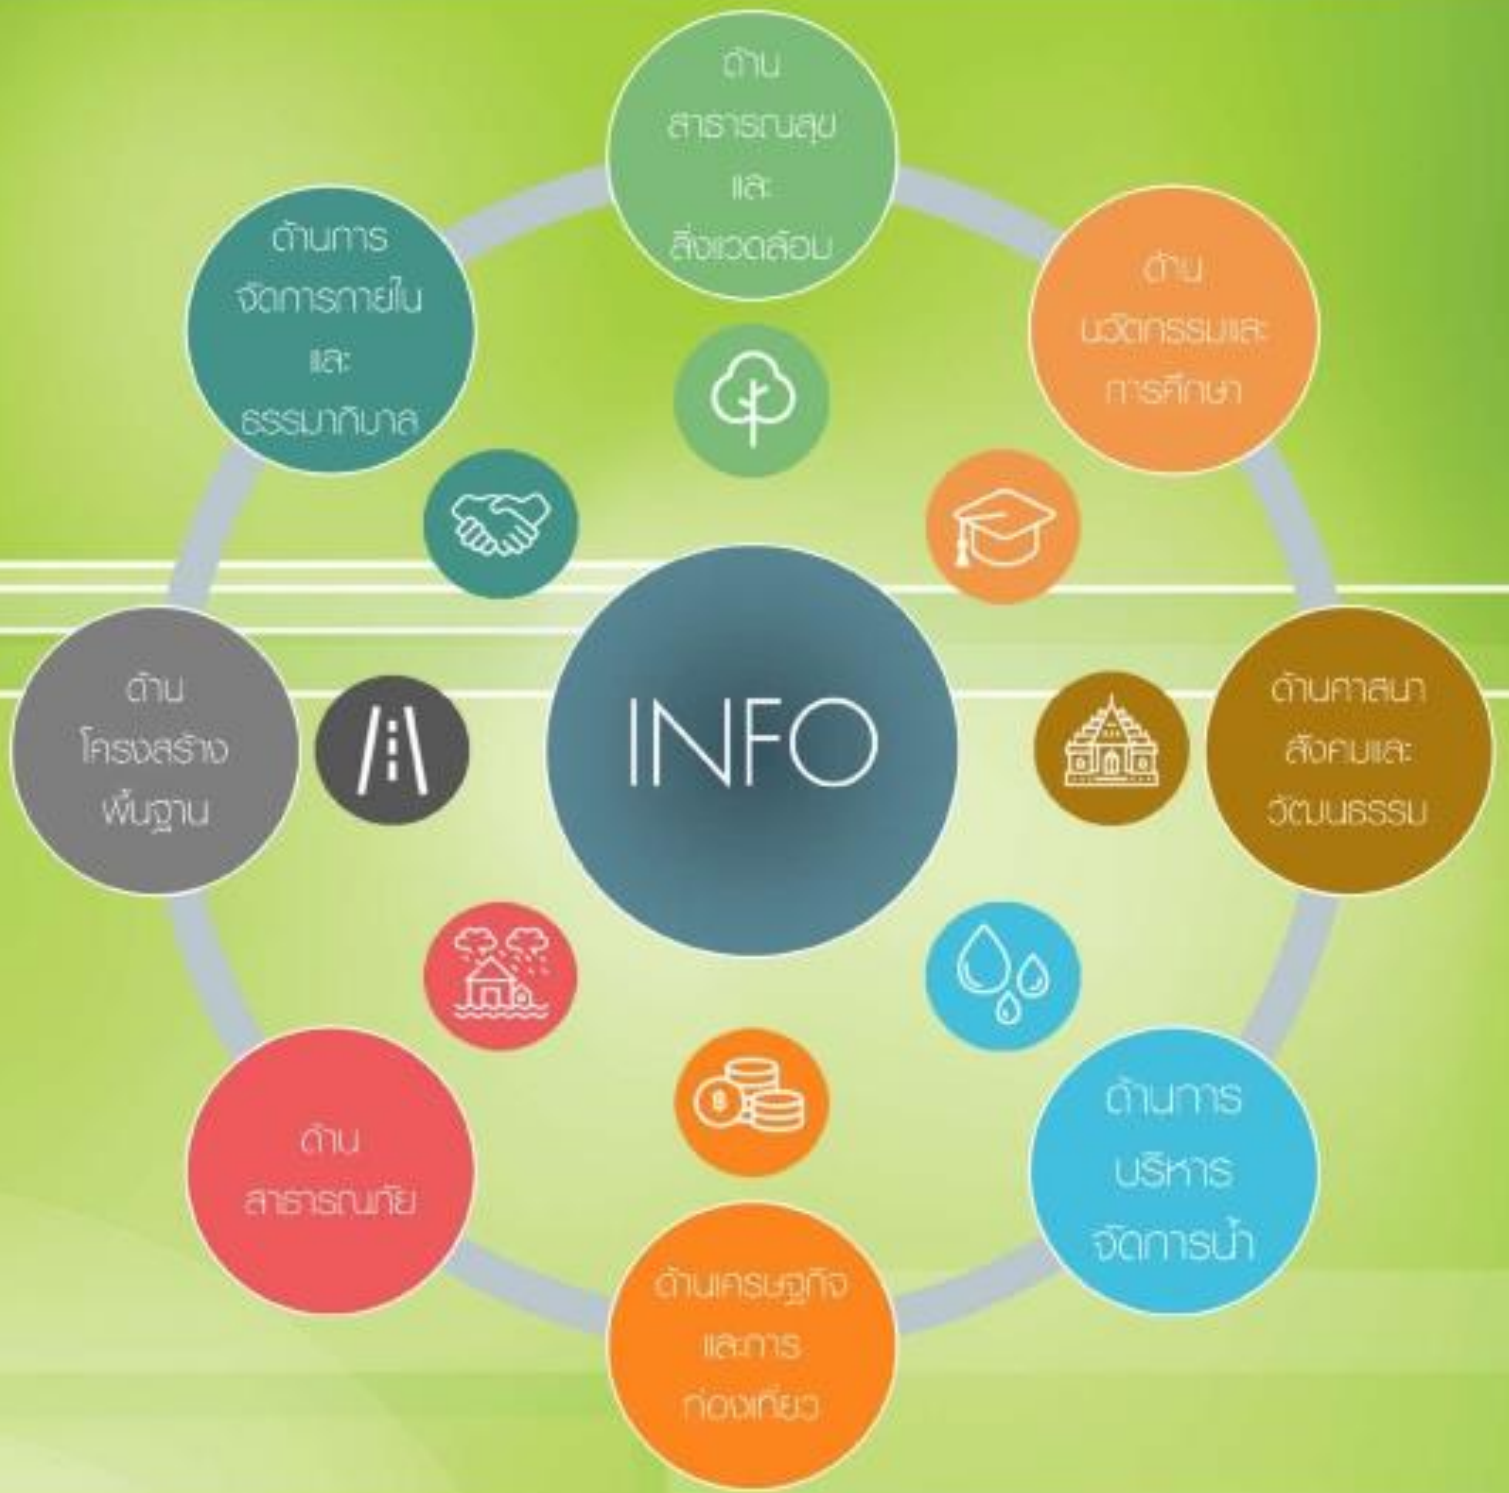 ด้าน
สาธารณสุข
และ
สิ่งแวดล้อม
ด้าน
นวัตกรรมและ
การศึกษา
ด้านศาสนา
สังคมและ
วัฒนธรรม
ด้านการ
บริหาร
จัดการน้ำ
ด้านเศรษฐกิจ
และการ
ท่องเที่ยว
ด้าน
สาธารณภัย
ด้าน
โครงสร้าง
พื้นฐาน
ด้านการ
จัดการภายใน
และ
ธรรมาภิบาล
INFO
฿